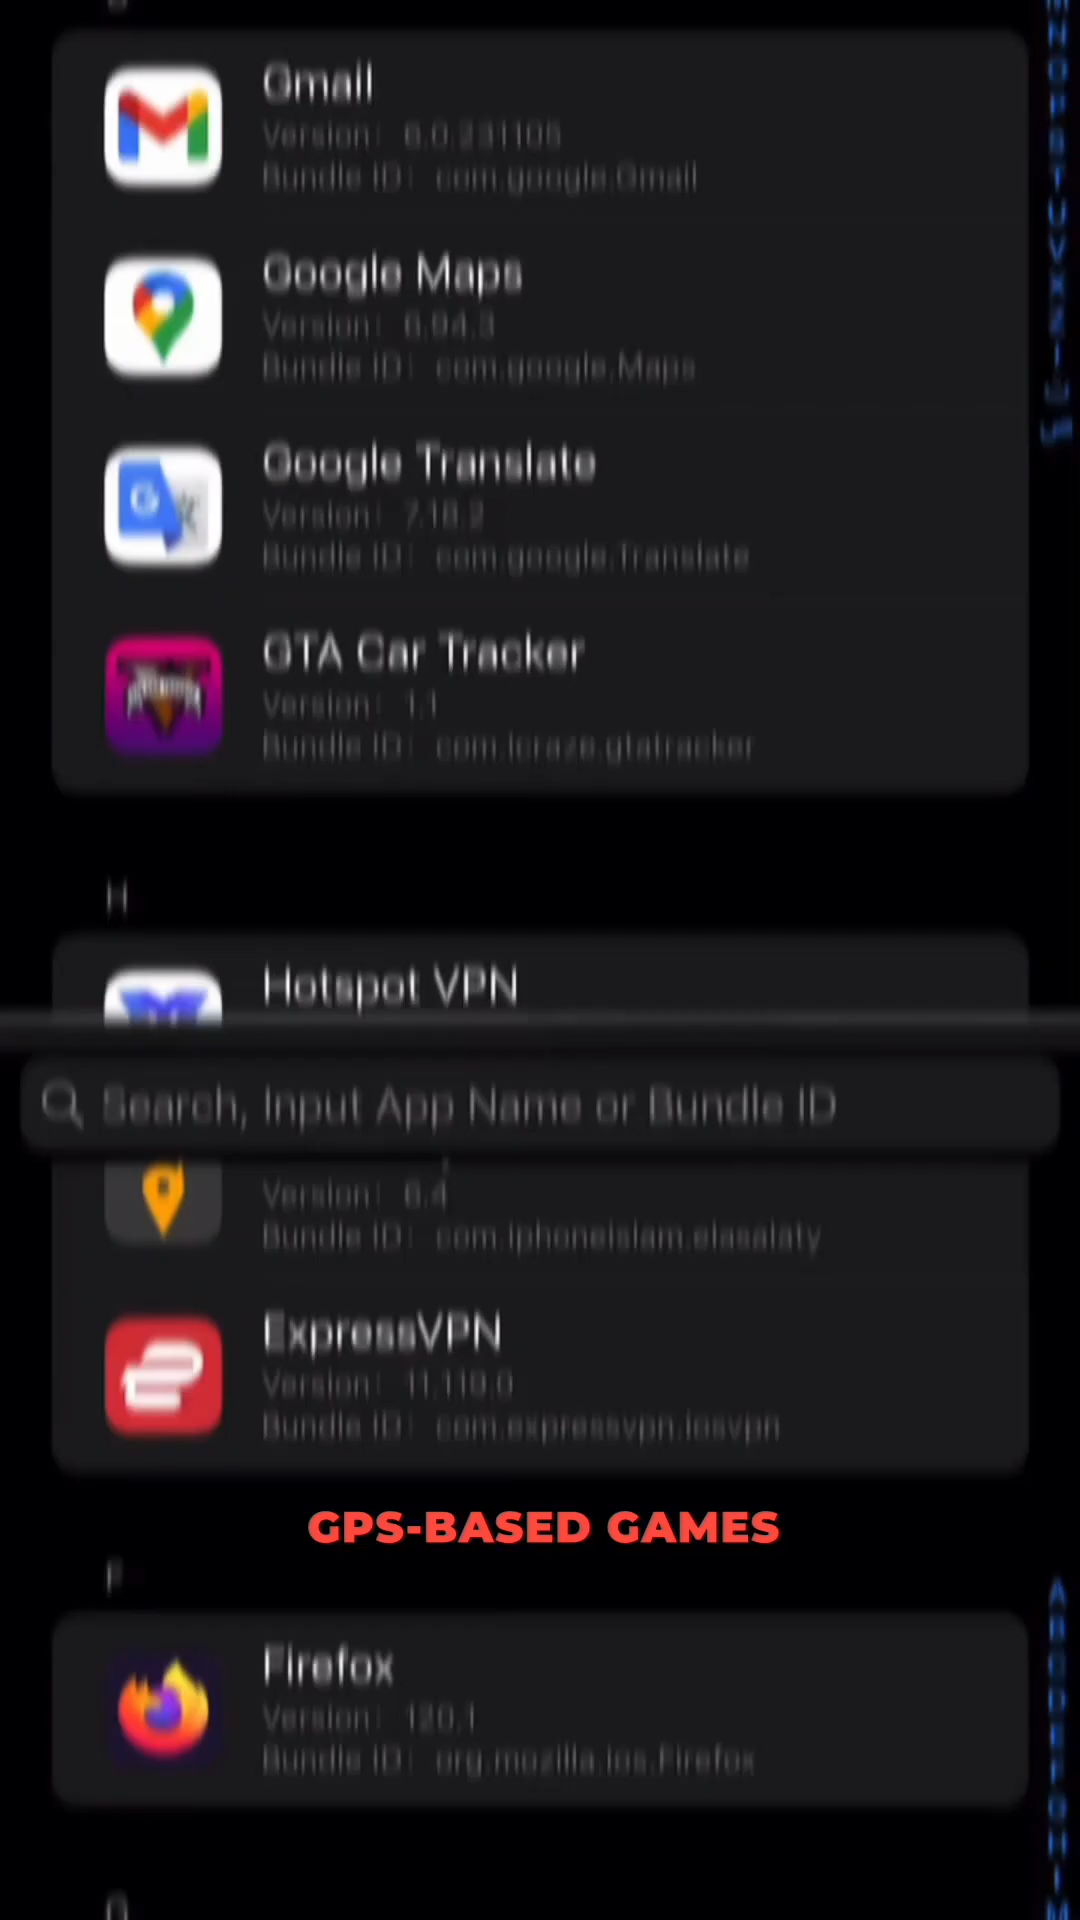 Gmail
Version: 6.0.231105
Bundle ID: com.google.Gmail
Google Maps
Version: 6.94.3
Bundle ID: com.google.Maps
Google Translate
Version: 7.18.2
Bundle ID: com.google.Translate
GTA Car Tracker
Version: 1.1
Bundle ID: com.lcraze.gtatracker
H
Hotspot VPN
Search, Input App Name or Bundle ID
Version: 6.4
Bundle ID: com.iphoneislam.elasalaty
ExpressVPN
Version: 11.118.0
Bundle ID: com.expressvpn.iosvpn
GPS-BASED GAMES
F
Firefox
Version: 120.1
Bundle ID: org.mozilla.ios.Firefox